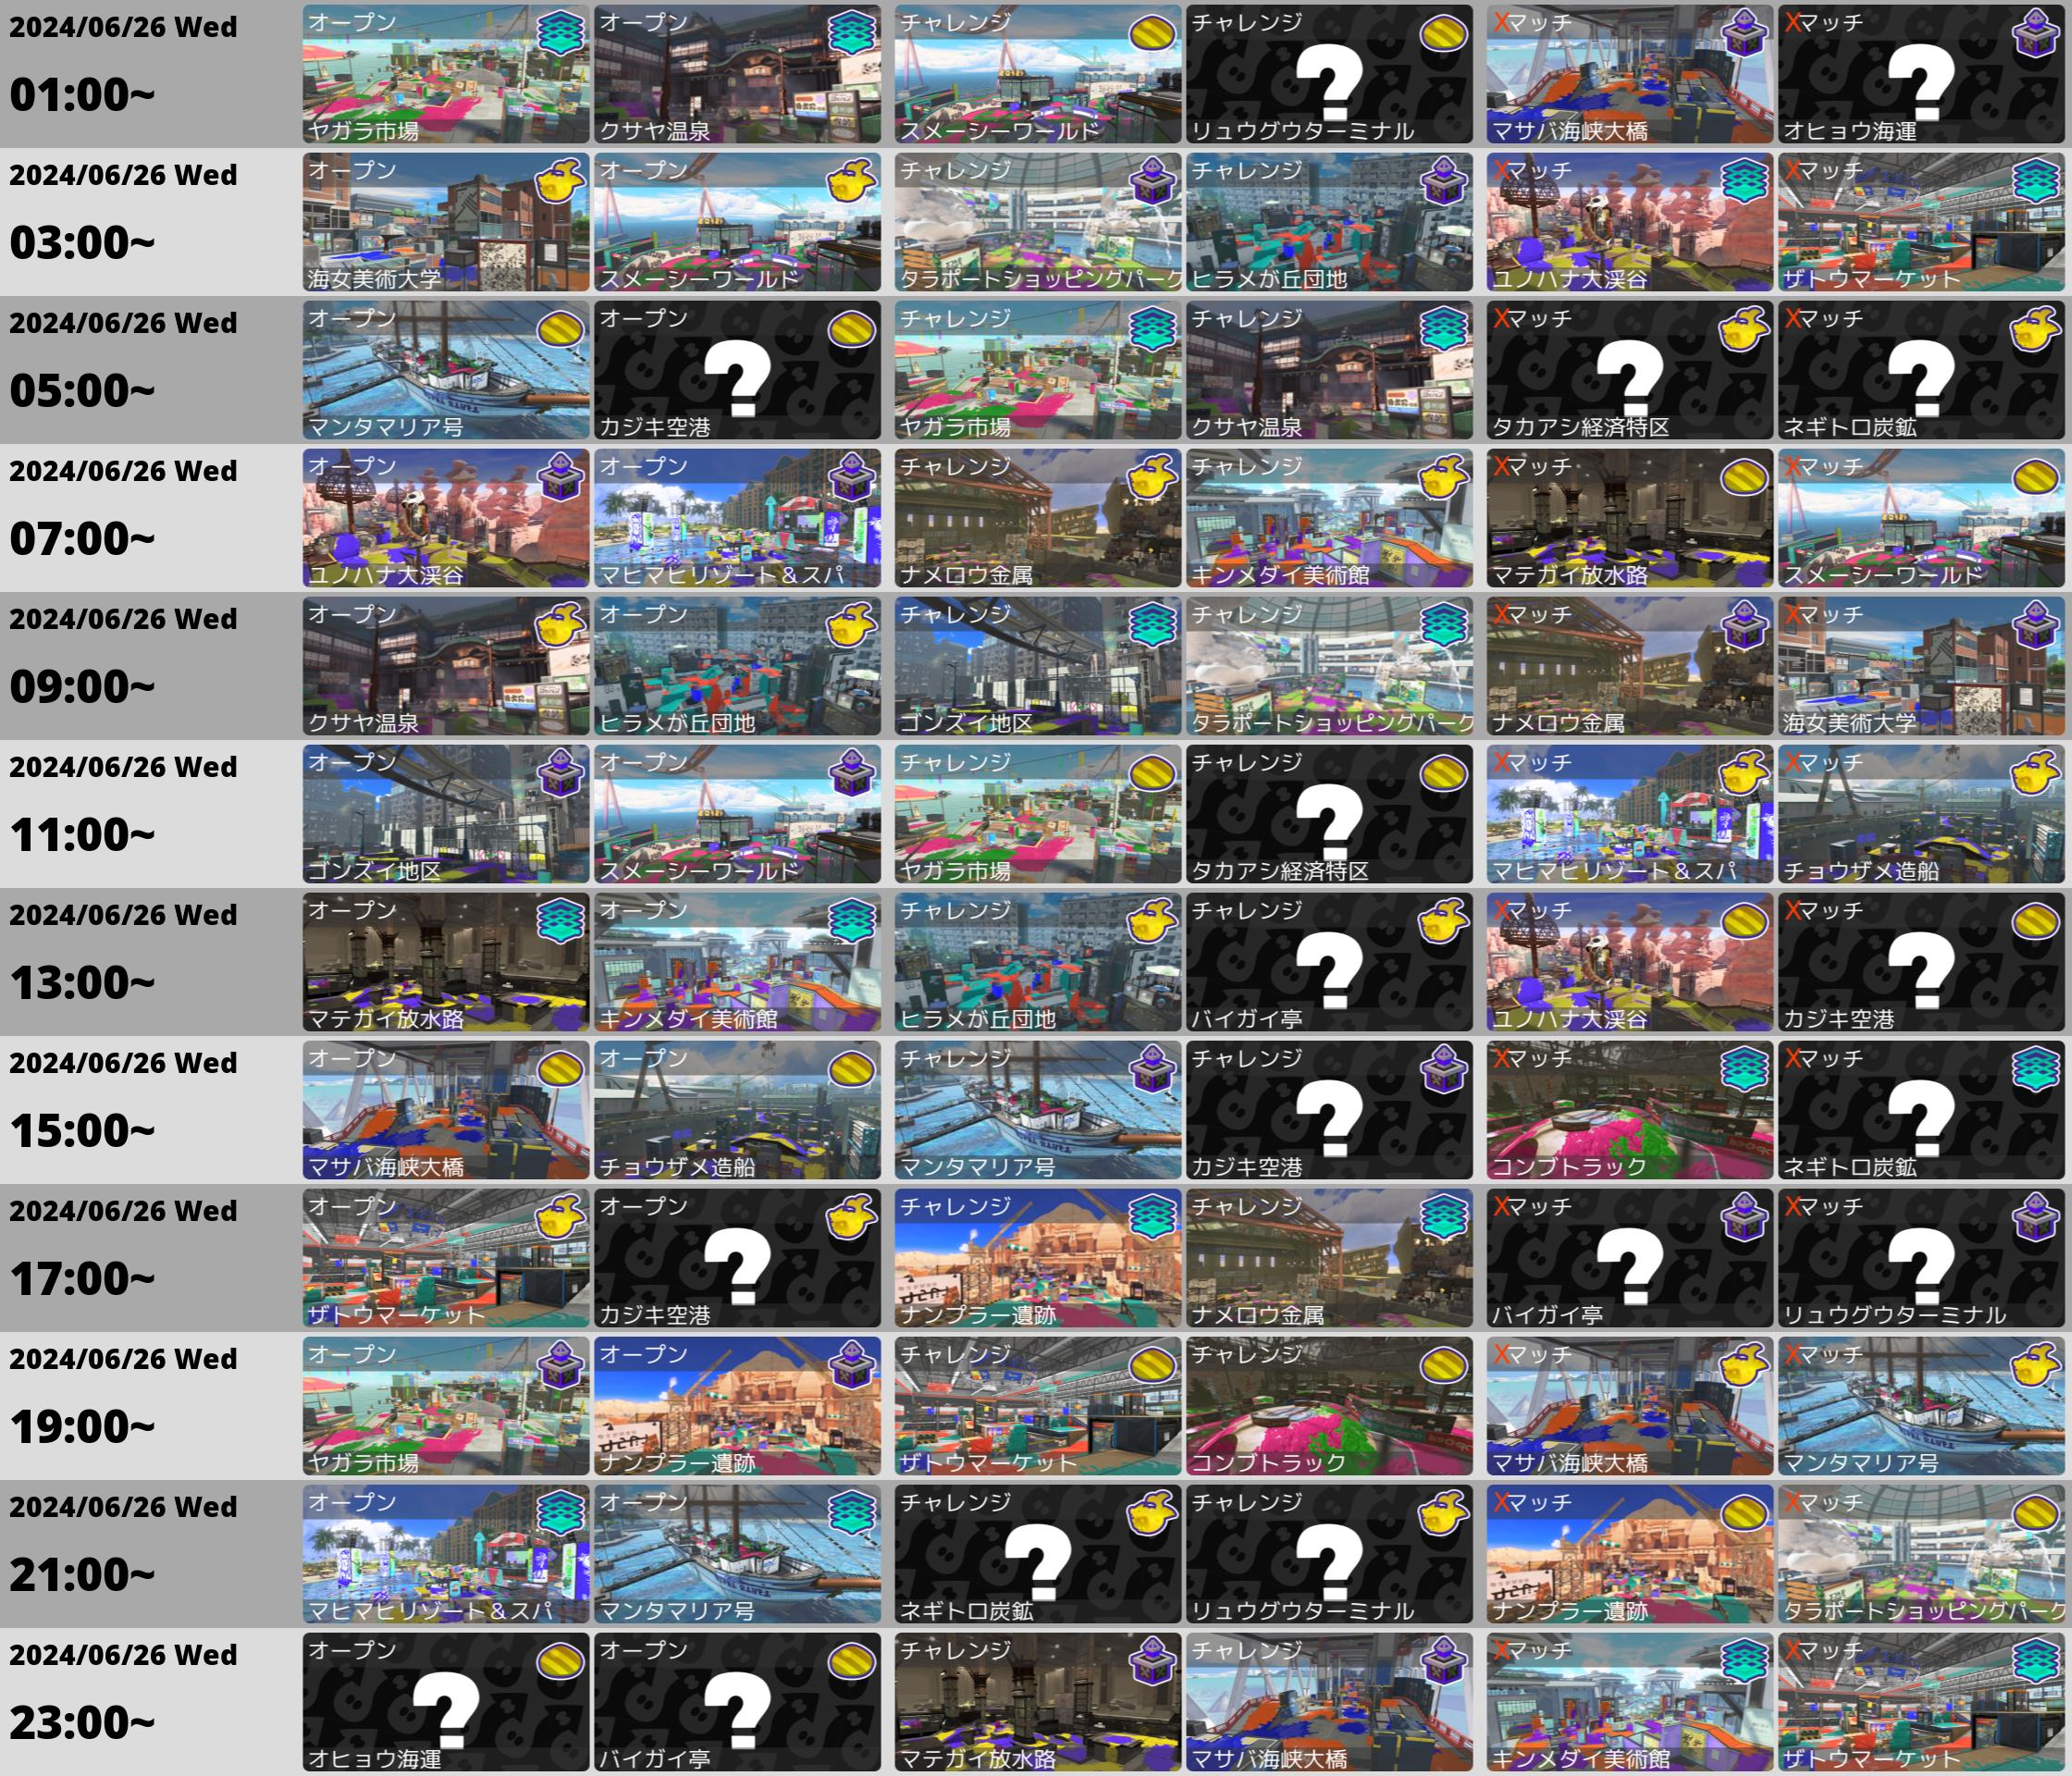 2024/06/26 Wed
01:00~
オープン
ヤガラ市場
オープン
クサヤ温泉
チャレンジ
スメーシーワールド
チャレンジ
リュウグウターミナル
Xマッチ
マサバ海峡大橋
Xマッチ
オヒョウ海運
2024/06/26 Wed
03:00~
オープン
海女美術大学
オープン
スメーシーワールド
チャレンジ
タラポートショッピングパーク
チャレンジ
ヒラメが丘団地
Xマッチ
ユノハナ大渓谷
Xマッチ
ザトウマーケット
2024/06/26 Wed
05:00~
オープン
マンタマリア号
オープン
カジキ空港
チャレンジ
ヤガラ市場
チャレンジ
クサヤ温泉
Xマッチ
タカアシ経済特区
Xマッチ
ネギトロ炭鉱
2024/06/26 Wed
07:00~
オープン
ユノハナ大渓谷
オープン
マヒマヒリゾート＆スパ
チャレンジ
ナメロウ金属
チャレンジ
キンメダイ美術館
Xマッチ
マテガイ放水路
Xマッチ
スメーシーワールド
2024/06/26 Wed
09:00~
オープン
クサヤ温泉
オープン
ヒラメが丘団地
チャレンジ
ゴンズイ地区
チャレンジ
タラポートショッピングパーク
Xマッチ
ナメロウ金属
Xマッチ
海女美術大学
2024/06/26 Wed
11:00~
オープン
ゴンズイ地区
オープン
スメーシーワールド
チャレンジ
ヤガラ市場
チャレンジ
タカアシ経済特区
Xマッチ
マヒマヒリゾート＆スパ
Xマッチ
チョウザメ造船
2024/06/26 Wed
13:00~
オープン
マテガイ放水路
オープン
キンメダイ美術館
チャレンジ
ヒラメが丘団地
チャレンジ
バイガイ亭
Xマッチ
ユノハナ大渓谷
Xマッチ
カジキ空港
2024/06/26 Wed
15:00~
オープン
マサバ海峡大橋
オープン
チョウザメ造船
チャレンジ
マンタマリア号
チャレンジ
カジキ空港
Xマッチ
コンブトラック
Xマッチ
ネギトロ炭鉱
2024/06/26 Wed
17:00~
オープン
ザトウマーケット
オープン
カジキ空港
チャレンジ
ナンプラー遺跡
チャレンジ
ナメロウ金属
Xマッチ
バイガイ亭
Xマッチ
リュウグウターミナル
2024/06/26 Wed
19:00~
オープン
ヤガラ市場
オープン
ナンプラー遺跡
チャレンジ
ザトウマーケット
チャレンジ
コンブトラック
Xマッチ
マサバ海峡大橋
Xマッチ
マンタマリア号
2024/06/26 Wed
21:00~
オープン
マヒマヒリゾート＆スパ
オープン
マンタマリア号
チャレンジ
ネギトロ炭鉱
チャレンジ
リュウグウターミナル
Xマッチ
ナンプラー遺跡
Xマッチ
タラポートショッピングパーク
2024/06/26 Wed
23:00~
オープン
オヒョウ海運
オープン
バイガイ亭
チャレンジ
マテガイ放水路
チャレンジ
マサバ海峡大橋
Xマッチ
キンメダイ美術館
Xマッチ
ザトウマーケット